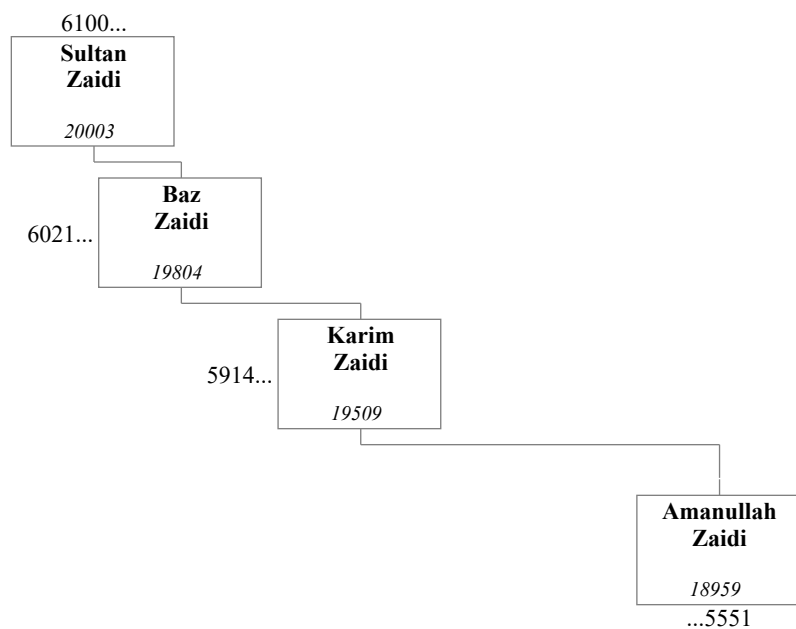 6100...
Sultan
Zaidi
20003
Baz
Zaidi
6021...
19804
Karim
Zaidi
5914...
19509
Amanullah
Zaidi
18959
...5551